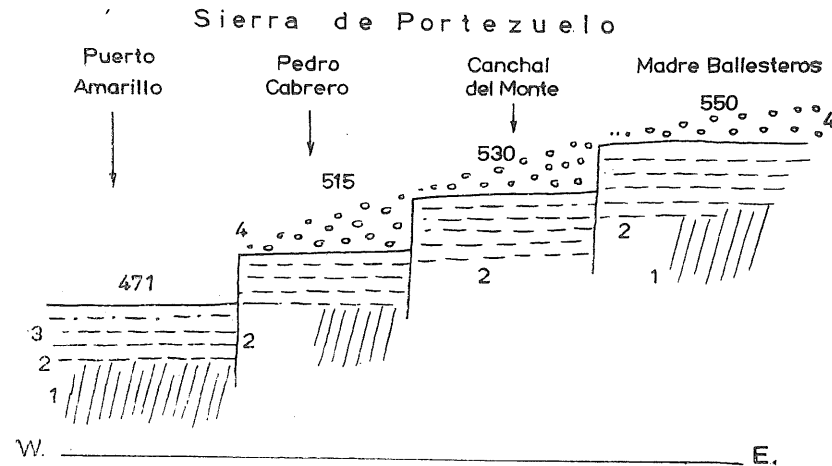 Sierra de Portezuelo
Puerto
Amarillo
Pedro
Cabrero
Canchal
del Monte
Madre Ballesteros
471
515
530
550
4
4
3
2
1
2
2
2
1
W.
E.